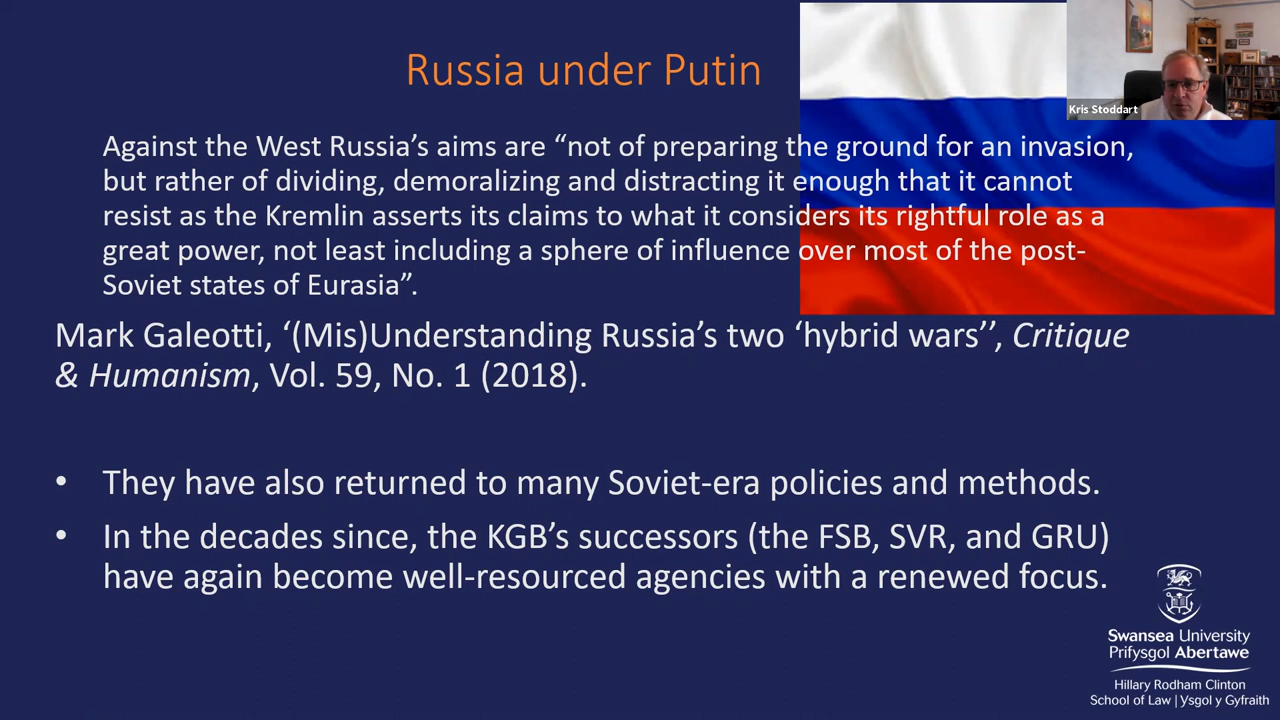 Russia under Putin
Kris Stoddart
Against the West Russia’s aims are “not of preparing the ground for an invasion,
but rather of dividing, demoralizing and distracting it enough that it cannot
resist as the Kremlin asserts its claims to what it considers its rightful role as a
great power, not least including a sphere of influence over most of the post-
Soviet states of Eurasia”.
Mark Galeotti, ‘(Mis)Understanding Russia’s two ‘hybrid wars’’, Critique
& Humanism, Vol. 59, No. 1 (2018).
• They have also returned to many Soviet-era policies and methods.
• In the decades since, the KGB’s successors (the FSB, SVR, and GRU)
have again become well-resourced agencies with a renewed focus.
Swansea University
Prifysgol Abertawe
Hillary Rodham Clinton
School of Law | Ysgol y Gyfraith